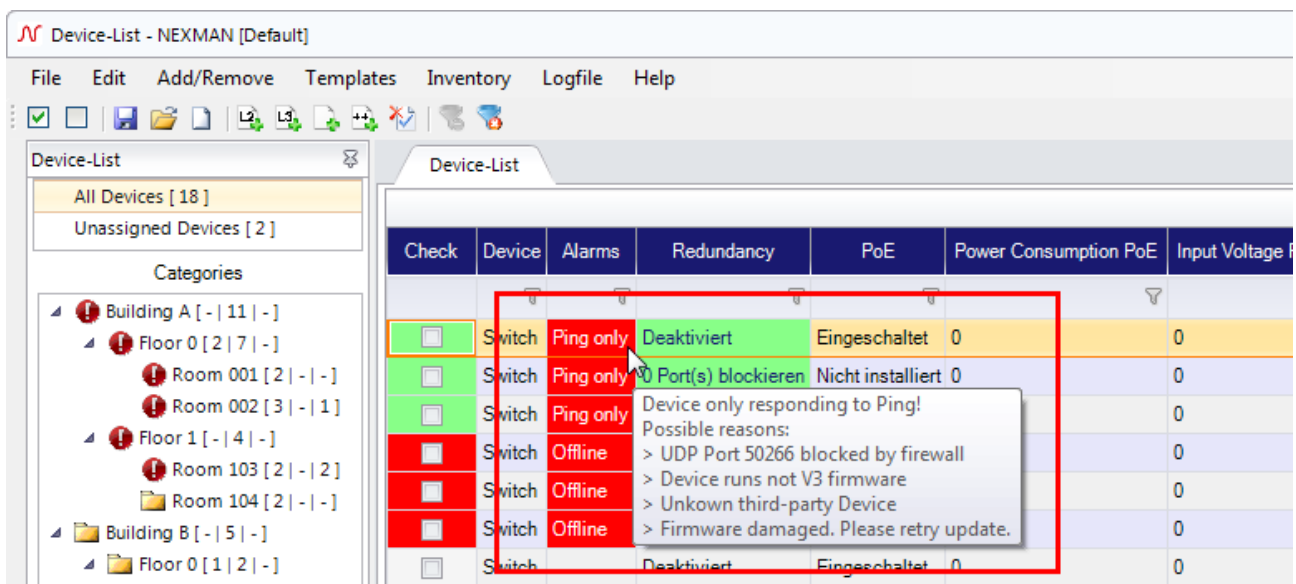 Device-List - NEXMAN [Default]
File Edit Add/Remove Templates Inventory Logfile Help
L2 L3 ++
Device-List
Device-List
All Devices [ 18 ]
Unassigned Devices [ 2 ]
Categories
Building A [ - | 11 | - ]
Floor 0 [ 2 | 7 | - ]
Room 001 [ 2 | - | - ]
Room 002 [ 3 | - | 1 ]
Floor 1 [ - | 4 | - ]
Room 103 [ 2 | - | 2 ]
Room 104 [ 2 | - | - ]
Building B [ - | 5 | - ]
Floor 0 [ 1 | 2 | - ]
Check Device Alarms Redundancy PoE Power Consumption PoE Input Voltage
Switch Ping only Deaktiviert Eingeschaltet 0 0
Switch Ping only 0 Port(s) blockieren Nicht installiert 0 0
Switch Ping only 0
Switch Offline 0
Switch Offline 0
Switch Offline 0
Switch Deaktiviert Eingeschaltet 0 0
Device only responding to Ping!
Possible reasons:
> UDP Port 50266 blocked by firewall
> Device runs not V3 firmware
> Unkown third-party Device
> Firmware damaged. Please retry update.